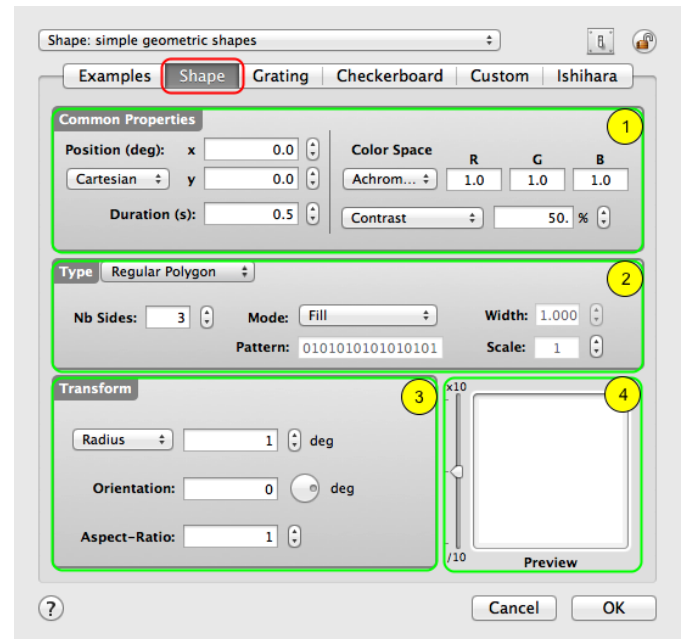 Shape: simple geometric shapes
Examples Shape Grating Checkerboard Custom Ishihara
Common Properties
1
Position (deg): x 0.0 Color Space R G B
Cartesian y 0.0 Achrom... 1.0 1.0 1.0
Duration (s): 0.5 Contrast 50. %
Type Regular Polygon
2
Nb Sides: 3 Mode: Fill Width: 1.000
Pattern: 0101010101010101 Scale: 1
Transform
3
x10
4
Radius 1 deg
Orientation: 0 deg
Aspect-Ratio: 1
/10
Preview
? Cancel OK